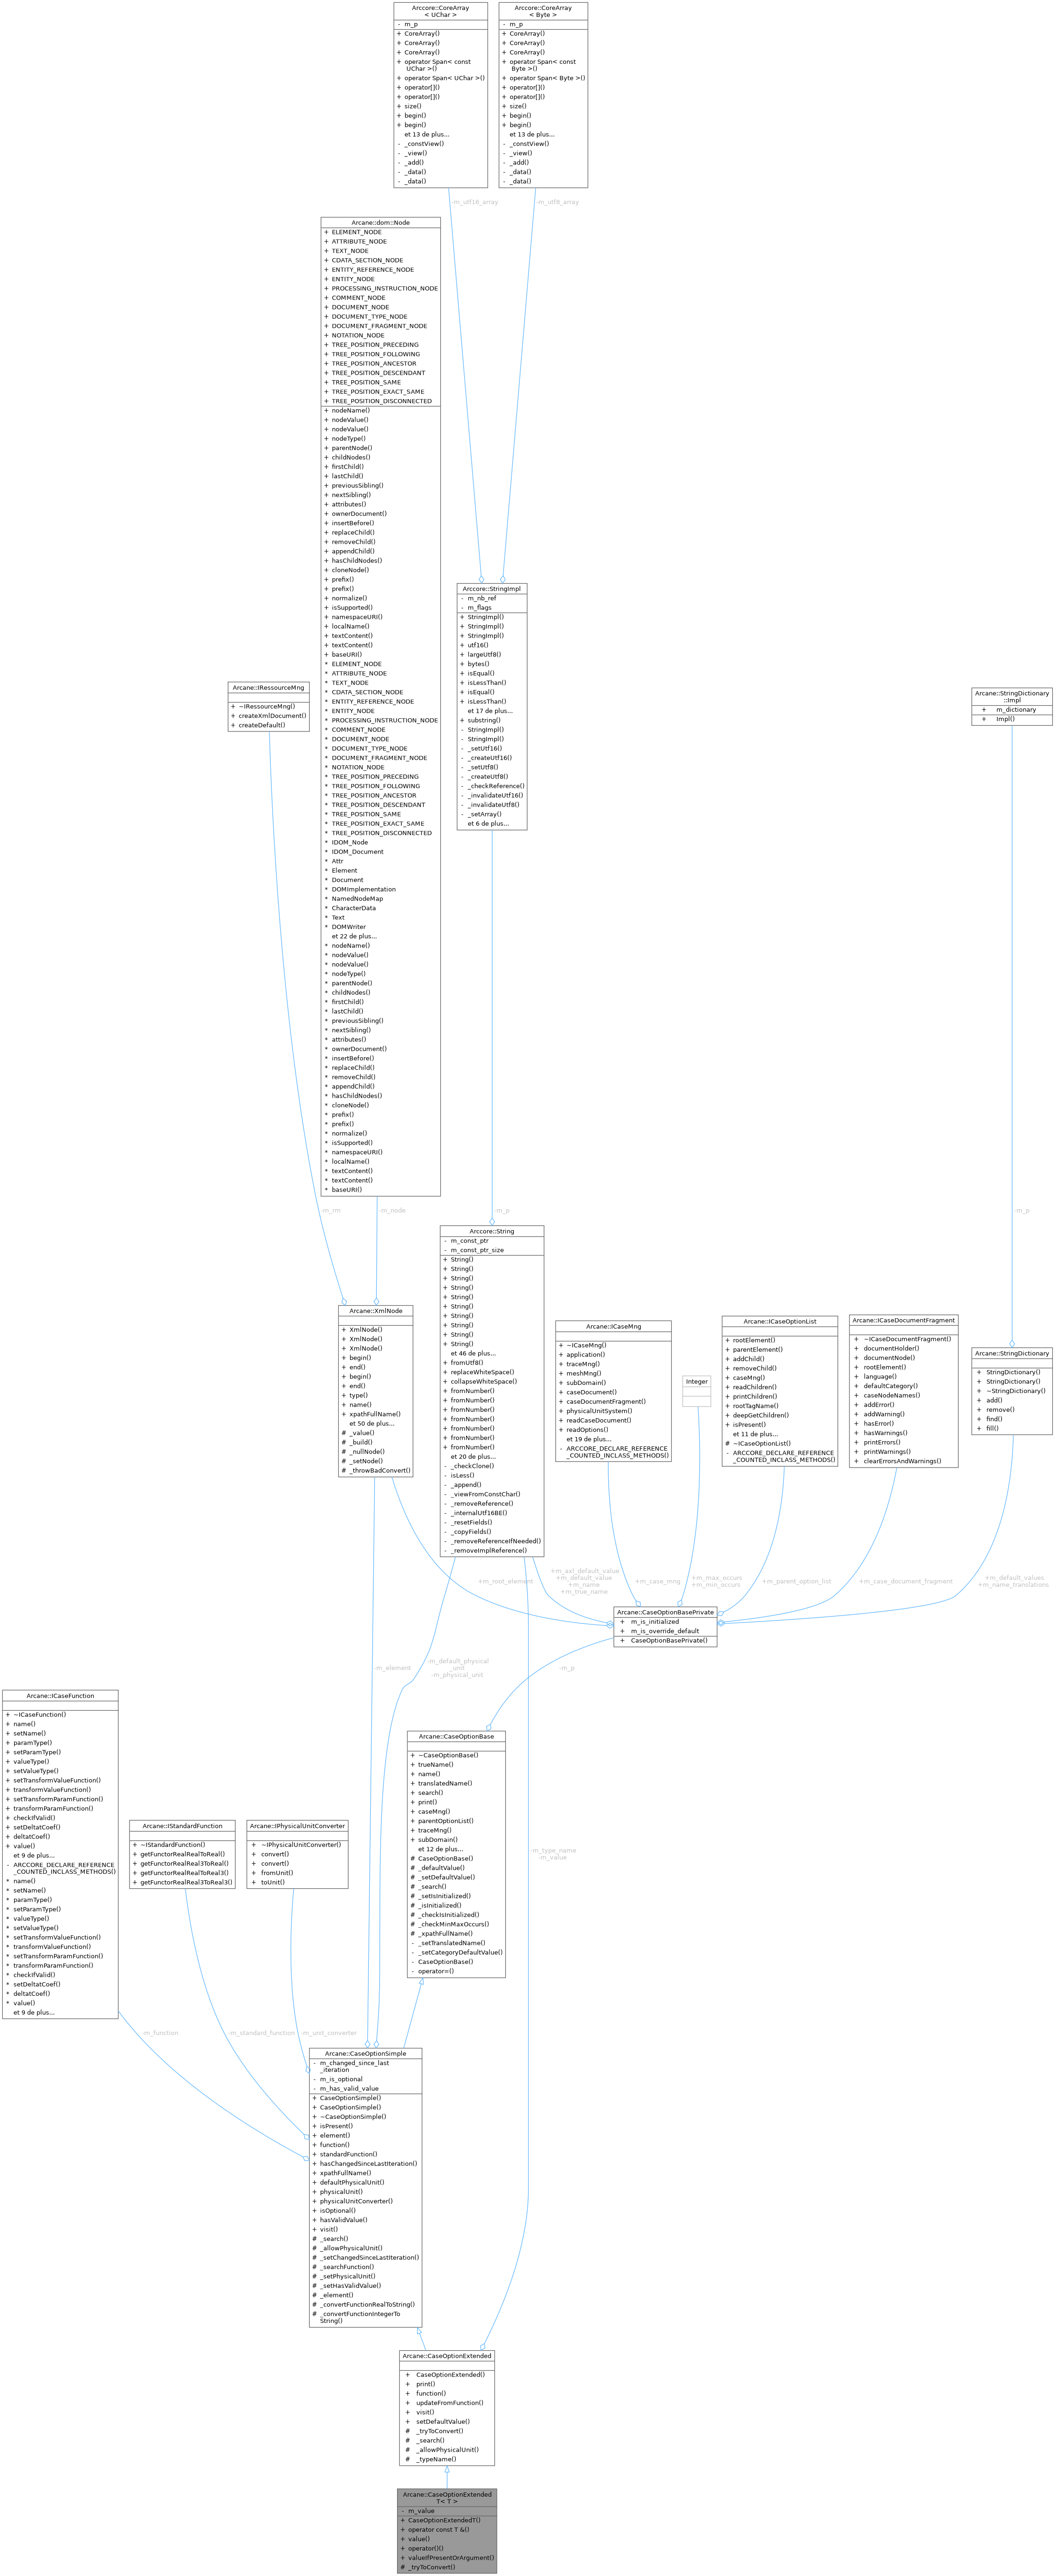 Arccore::CoreArray
< UChar >
- m_p
+ CoreArray()
+ CoreArray()
+ CoreArray()
+ operator Span< const
UChar >()
+ operator Span< UChar >()
+ operator[]()
+ operator[]()
+ size()
+ begin()
+ begin()
et 13 de plus...
- _constView()
- _view()
- _add()
- _data()
- _data()
Arccore::CoreArray
< Byte >
- m_p
+ CoreArray()
+ CoreArray()
+ CoreArray()
+ operator Span< const
Byte >()
+ operator Span< Byte >()
+ operator[]()
+ operator[]()
+ size()
+ begin()
+ begin()
et 13 de plus...
- _constView()
- _view()
- _add()
- _data()
- _data()
-m_utf16_array
-m_utf8_array
Arcane::dom::Node
+ ELEMENT_NODE
+ ATTRIBUTE_NODE
+ TEXT_NODE
+ CDATA_SECTION_NODE
+ ENTITY_REFERENCE_NODE
+ ENTITY_NODE
+ PROCESSING_INSTRUCTION_NODE
+ COMMENT_NODE
+ DOCUMENT_NODE
+ DOCUMENT_TYPE_NODE
+ DOCUMENT_FRAGMENT_NODE
+ NOTATION_NODE
+ TREE_POSITION_PRECEDING
+ TREE_POSITION_FOLLOWING
+ TREE_POSITION_ANCESTOR
+ TREE_POSITION_DESCENDANT
+ TREE_POSITION_SAME
+ TREE_POSITION_EXACT_SAME
+ TREE_POSITION_DISCONNECTED
+ nodeName()
+ nodeValue()
+ nodeValue()
+ nodeType()
+ parentNode()
+ childNodes()
+ firstChild()
+ lastChild()
+ previousSibling()
+ nextSibling()
+ attributes()
+ ownerDocument()
+ insertBefore()
+ replaceChild()
+ removeChild()
+ appendChild()
+ hasChildNodes()
+ cloneNode()
+ prefix()
+ prefix()
+ normalize()
+ isSupported()
+ namespaceURI()
+ localName()
+ textContent()
+ textContent()
+ baseURI()
* ELEMENT_NODE
* ATTRIBUTE_NODE
* TEXT_NODE
* CDATA_SECTION_NODE
* ENTITY_REFERENCE_NODE
* ENTITY_NODE
* PROCESSING_INSTRUCTION_NODE
* COMMENT_NODE
* DOCUMENT_NODE
* DOCUMENT_TYPE_NODE
* DOCUMENT_FRAGMENT_NODE
* NOTATION_NODE
* TREE_POSITION_PRECEDING
* TREE_POSITION_FOLLOWING
* TREE_POSITION_ANCESTOR
* TREE_POSITION_DESCENDANT
* TREE_POSITION_SAME
* TREE_POSITION_EXACT_SAME
* TREE_POSITION_DISCONNECTED
* IDOM_Node
* IDOM_Document
* Attr
* Element
* Document
* DOMImplementation
* NamedNodeMap
* CharacterData
* Text
* DOMWriter
et 22 de plus...
* nodeName()
* nodeValue()
* nodeValue()
* nodeType()
* parentNode()
* childNodes()
* firstChild()
* lastChild()
* previousSibling()
* nextSibling()
* attributes()
* ownerDocument()
* insertBefore()
* replaceChild()
* removeChild()
* appendChild()
* hasChildNodes()
* cloneNode()
* prefix()
* prefix()
* normalize()
* isSupported()
* namespaceURI()
* localName()
* textContent()
* textContent()
* baseURI()
Arccore::StringImpl
- m_nb_ref
- m_flags
+ StringImpl()
+ StringImpl()
+ StringImpl()
+ utf16()
+ largeUtf8()
+ bytes()
+ isEqual()
+ isLessThan()
+ isEqual()
+ isLessThan()
et 17 de plus...
+ substring()
- StringImpl()
- StringImpl()
- _setUtf16()
- _createUtf16()
- _setUtf8()
- _createUtf8()
- _checkReference()
- _invalidateUtf16()
- _invalidateUtf8()
- _setArray()
et 6 de plus...
Arcane::IRessourceMng
+ ~IRessourceMng()
+ createXmlDocument()
+ createDefault()
Arcane::StringDictionary
::Impl
+ m_dictionary
+ Impl()
-m_rm
-m_node
-m_p
-m_p
Arccore::String
- m_const_ptr
- m_const_ptr_size
+ String()
+ String()
+ String()
+ String()
+ String()
+ String()
+ String()
+ String()
+ String()
+ String()
et 46 de plus...
+ fromUtf8()
+ replaceWhiteSpace()
+ collapseWhiteSpace()
+ fromNumber()
+ fromNumber()
+ fromNumber()
+ fromNumber()
+ fromNumber()
+ fromNumber()
+ fromNumber()
et 20 de plus...
- _checkClone()
- isLess()
- _append()
- _viewFromConstChar()
- _removeReference()
- _internalUtf16BE()
- _resetFields()
- _copyFields()
- _removeReferenceIfNeeded()
- _removeImplReference()
Arcane::XmlNode
+ XmlNode()
+ XmlNode()
+ XmlNode()
+ begin()
+ end()
+ begin()
+ end()
+ type()
+ name()
+ xpathFullName()
et 50 de plus...
# _value()
# _build()
# _nullNode()
# _setNode()
# _throwBadConvert()
Arcane::ICaseMng
+ ~ICaseMng()
+ application()
+ traceMng()
+ meshMng()
+ subDomain()
+ caseDocument()
+ caseDocumentFragment()
+ physicalUnitSystem()
+ readCaseDocument()
+ readOptions()
et 19 de plus...
- ARCCORE_DECLARE_REFERENCE
_COUNTED_INCLASS_METHODS()
Integer
Arcane::ICaseOptionList
+ rootElement()
+ parentElement()
+ addChild()
+ removeChild()
+ caseMng()
+ readChildren()
+ printChildren()
+ rootTagName()
+ deepGetChildren()
+ isPresent()
et 11 de plus...
# ~ICaseOptionList()
- ARCCORE_DECLARE_REFERENCE
_COUNTED_INCLASS_METHODS()
Arcane::ICaseDocumentFragment
+ ~ICaseDocumentFragment()
+ documentHolder()
+ documentNode()
+ rootElement()
+ language()
+ defaultCategory()
+ caseNodeNames()
+ addError()
+ addWarning()
+ hasError()
+ hasWarnings()
+ printErrors()
+ printWarnings()
+ clearErrorsAndWarnings()
Arcane::StringDictionary
+ StringDictionary()
+ StringDictionary()
+ ~StringDictionary()
+ add()
+ remove()
+ find()
+ fill()
+m_root_element
+m_axl_default_value
+m_default_value
+m_name
+m_true_name
+m_case_mng
+m_max_occurs
+m_min_occurs
+m_parent_option_list
+m_case_document_fragment
+m_default_values
+m_name_translations
Arcane::CaseOptionBasePrivate
+ m_is_initialized
+ m_is_override_default
+ CaseOptionBasePrivate()
-m_element
-m_default_physical
_unit
-m_physical_unit
-m_p
Arcane::ICaseFunction
+ ~ICaseFunction()
+ name()
+ setName()
+ paramType()
+ setParamType()
+ valueType()
+ setValueType()
+ setTransformValueFunction()
+ transformValueFunction()
+ setTransformParamFunction()
+ transformParamFunction()
+ checkIfValid()
+ setDeltatCoef()
+ deltatCoef()
+ value()
et 9 de plus...
- ARCCORE_DECLARE_REFERENCE
_COUNTED_INCLASS_METHODS()
* name()
* setName()
* paramType()
* setParamType()
* valueType()
* setValueType()
* setTransformValueFunction()
* transformValueFunction()
* setTransformParamFunction()
* transformParamFunction()
* checkIfValid()
* setDeltatCoef()
* deltatCoef()
* value()
et 9 de plus...
Arcane::IStandardFunction
+ ~IStandardFunction()
+ getFunctorRealRealToReal()
+ getFunctorRealReal3ToReal()
+ getFunctorRealRealToReal3()
+ getFunctorRealReal3ToReal3()
Arcane::IPhysicalUnitConverter
+ ~IPhysicalUnitConverter()
+ convert()
+ convert()
+ fromUnit()
+ toUnit()
Arcane::CaseOptionBase
+ ~CaseOptionBase()
+ trueName()
+ name()
+ translatedName()
+ search()
+ print()
+ caseMng()
+ parentOptionList()
+ traceMng()
+ subDomain()
et 12 de plus...
# CaseOptionBase()
# _defaultValue()
# _setDefaultValue()
# _search()
# _setIsInitialized()
# _isInitialized()
# _checkIsInitialized()
# _checkMinMaxOccurs()
# _xpathFullName()
- _setTranslatedName()
- _setCategoryDefaultValue()
- CaseOptionBase()
- operator=()
-m_type_name
-m_value
-m_function
-m_standard_function
-m_unit_converter
Arcane::CaseOptionSimple
- m_changed_since_last
_iteration
- m_is_optional
- m_has_valid_value
+ CaseOptionSimple()
+ CaseOptionSimple()
+ ~CaseOptionSimple()
+ isPresent()
+ element()
+ function()
+ standardFunction()
+ hasChangedSinceLastIteration()
+ xpathFullName()
+ defaultPhysicalUnit()
+ physicalUnit()
+ physicalUnitConverter()
+ isOptional()
+ hasValidValue()
+ visit()
# _search()
# _allowPhysicalUnit()
# _setChangedSinceLastIteration()
# _searchFunction()
# _setPhysicalUnit()
# _setHasValidValue()
# _element()
# _convertFunctionRealToString()
# _convertFunctionIntegerTo
String()
Arcane::CaseOptionExtended
+ CaseOptionExtended()
+ print()
+ function()
+ updateFromFunction()
+ visit()
+ setDefaultValue()
# _tryToConvert()
# _search()
# _allowPhysicalUnit()
# _typeName()
Arcane::CaseOptionExtended
T< T >
- m_value
+ CaseOptionExtendedT()
+ operator const T &()
+ value()
+ operator()()
+ valueIfPresentOrArgument()
# _tryToConvert()